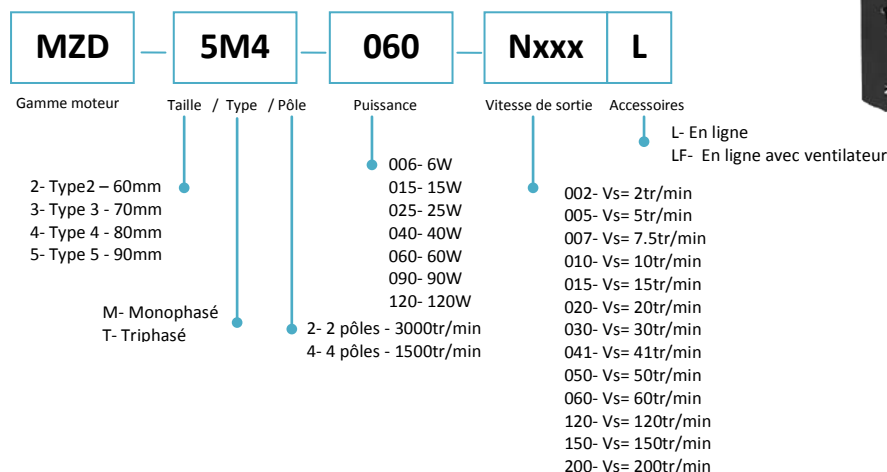 MZD 5M4 060 Nxxx L
Gamme moteur Taille / Type / Pôle Puissance Vitesse de sortie Accessoires
L- En ligne
LF- En ligne avec ventilateur
2- Type2 – 60mm
3- Type 3 - 70mm
4- Type 4 - 80mm
5- Type 5 - 90mm
M- Monophasé
T- Triphasé
2- 2 pôles - 3000tr/min
4- 4 pôles - 1500tr/min
006- 6W
015- 15W
025- 25W
040- 40W
060- 60W
090- 90W
120- 120W
002- Vs= 2tr/min
005- Vs= 5tr/min
007- Vs= 7.5tr/min
010- Vs= 10tr/min
015- Vs= 15tr/min
020- Vs= 20tr/min
030- Vs= 30tr/min
041- Vs= 41tr/min
050- Vs= 50tr/min
060- Vs= 60tr/min
120- Vs= 120tr/min
150- Vs= 150tr/min
200- Vs= 200tr/min